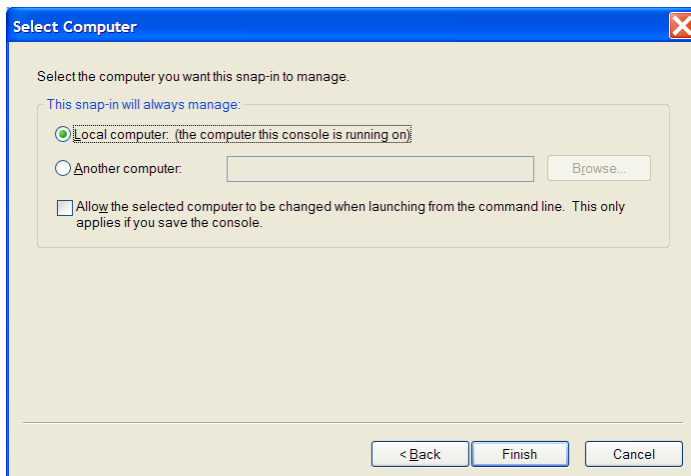 Select Computer
Select the computer you want this snap-in to manage.
This snap-in will always manage:
Local computer: (the computer this console is running on)
Another computer:
Browse...
Allow the selected computer to be changed when launching from the command line. This only
applies if you save the console.
< Back
Finish
Cancel